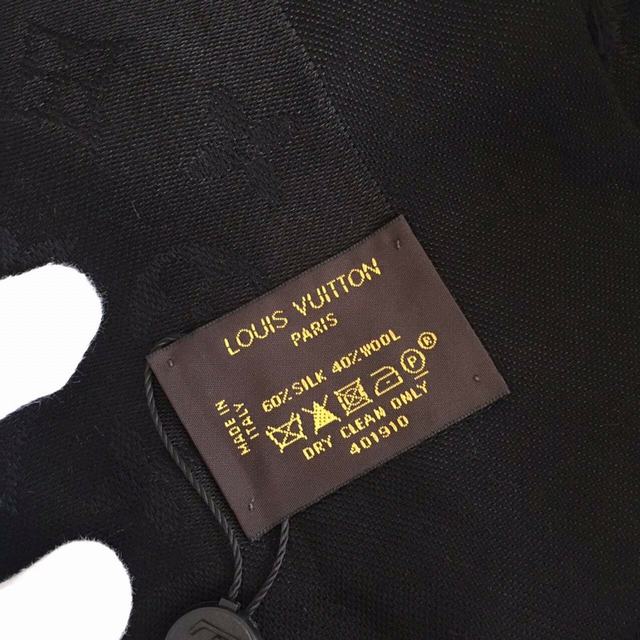 LOUIS VUITTON
PARIS
60%SILK 40%WOOL
MADE IN
ITALY
P R
DRY CLEAN ONLY
401910